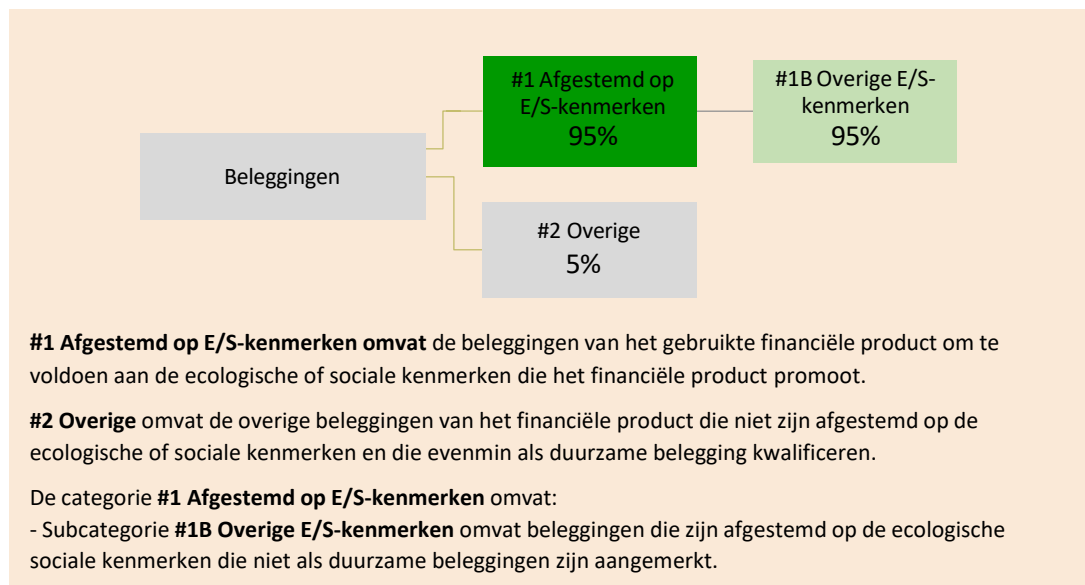 #1 Afgestemd op
E/S-kenmerken
95%
#1B Overige E/S-
kenmerken
95%
Beleggingen
#2 Overige
5%
#1 Afgestemd op E/S-kenmerken omvat de beleggingen van het gebruikte financiële product om te
voldoen aan de ecologische of sociale kenmerken die het financiële product promoot.
#2 Overige omvat de overige beleggingen van het financiële product die niet zijn afgestemd op de
ecologische of sociale kenmerken en die evenmin als duurzame belegging kwalificeren.
De categorie #1 Afgestemd op E/S-kenmerken omvat:
- Subcategorie #1B Overige E/S-kenmerken omvat beleggingen die zijn afgestemd op de ecologische
sociale kenmerken die niet als duurzame beleggingen zijn aangemerkt.